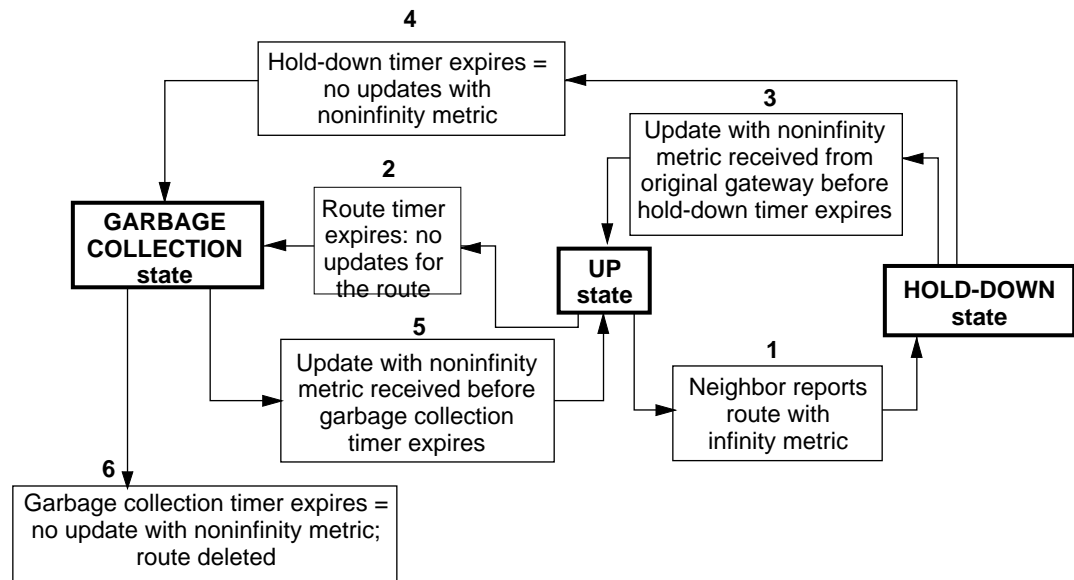 4
Hold-down timer expires =
no updates with
noninfinity metric
3
Update with noninfinity
metric received from
original gateway before
hold-down timer expires
2
Route timer
expires: no
updates for
the route
GARBAGE
COLLECTION
state
UP
state
HOLD-DOWN
state
5
Update with noninfinity
metric received before
garbage collection
timer expires
1
Neighbor reports
route with
infinity metric
6
Garbage collection timer expires =
no update with noninfinity metric;
route deleted